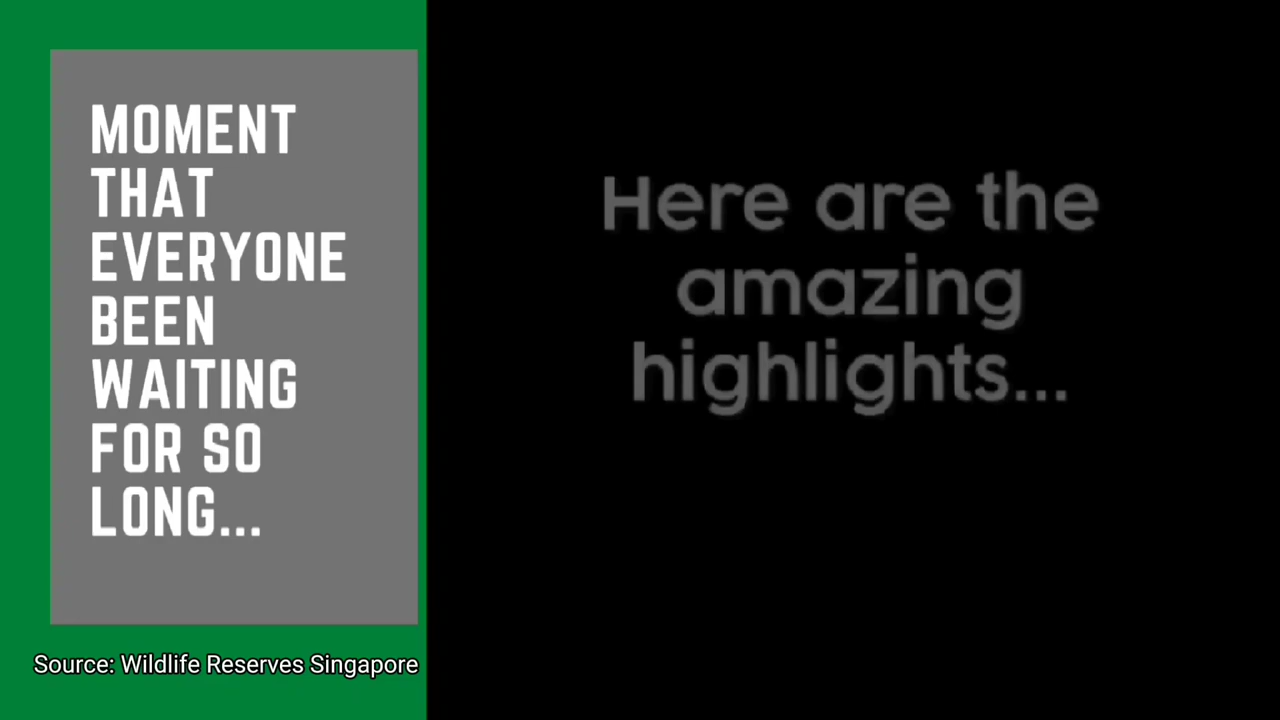 MOMENT
THAT
EVERYONE
BEEN
WAITING
FOR SO
LONG...
Source: Wildlife Reserves Singapore
Here are the
amazing
highlights...